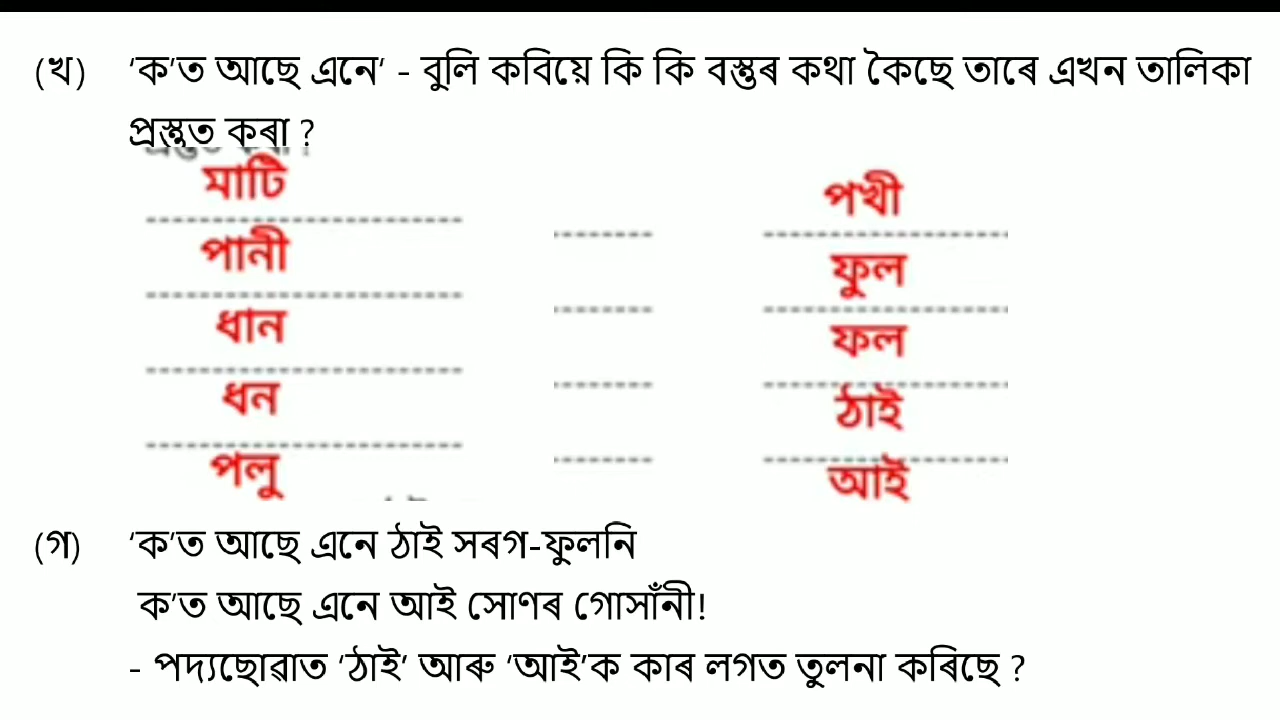 (খ) ‘ক’ত আছে এনে’ - বুলি কবিয়ে কি কি বস্তুৰ কথা কৈছে তাৰে এখন তালিকা
প্ৰস্তুত কৰা ?
মাটি পখী
পানী ফুল
ধান ফল
ধন ঠাই
পলু আই
(গ) ‘ক’ত আছে এনে ঠাই সৰগ-ফুলনি
ক’ত আছে এনে আই সোণৰ গোসাঁনী!
- পদ্যছোৱাত ‘ঠাই’ আৰু ‘আই’ক কাৰ লগত তুলনা কৰিছে ?